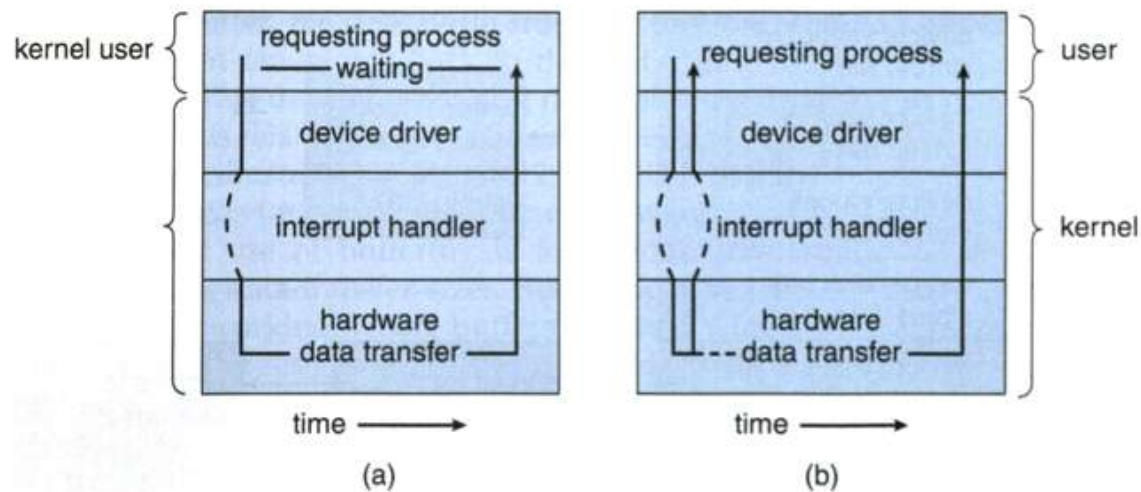 kernel user
requesting process
waiting
device driver
interrupt handler
hardware
data transfer
time
(a)
requesting process
user
device driver
interrupt handler
kernel
hardware
data transfer
time
(b)